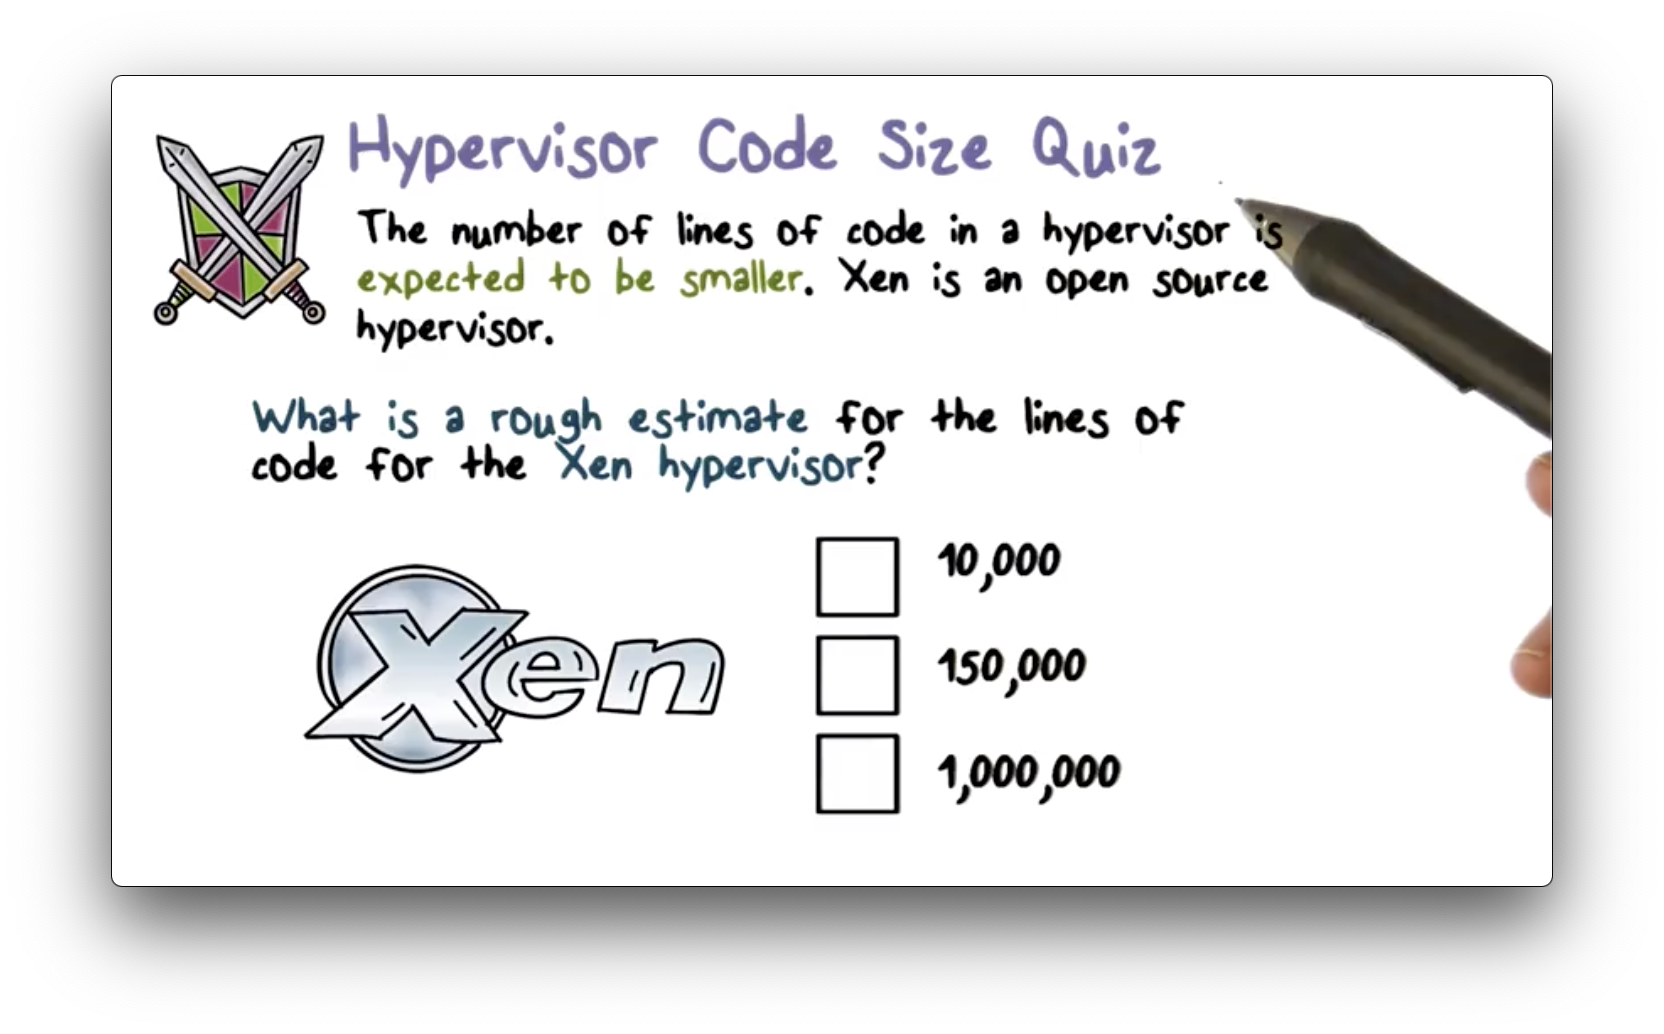 Hypervisor Code Size Quiz
The number of lines of code in a hypervisor is
expected to be smaller. Xen is an open source
hypervisor.
What is a rough estimate for the lines of
code for the Xen hypervisor?
Xen
10,000
150,000
1,000,000